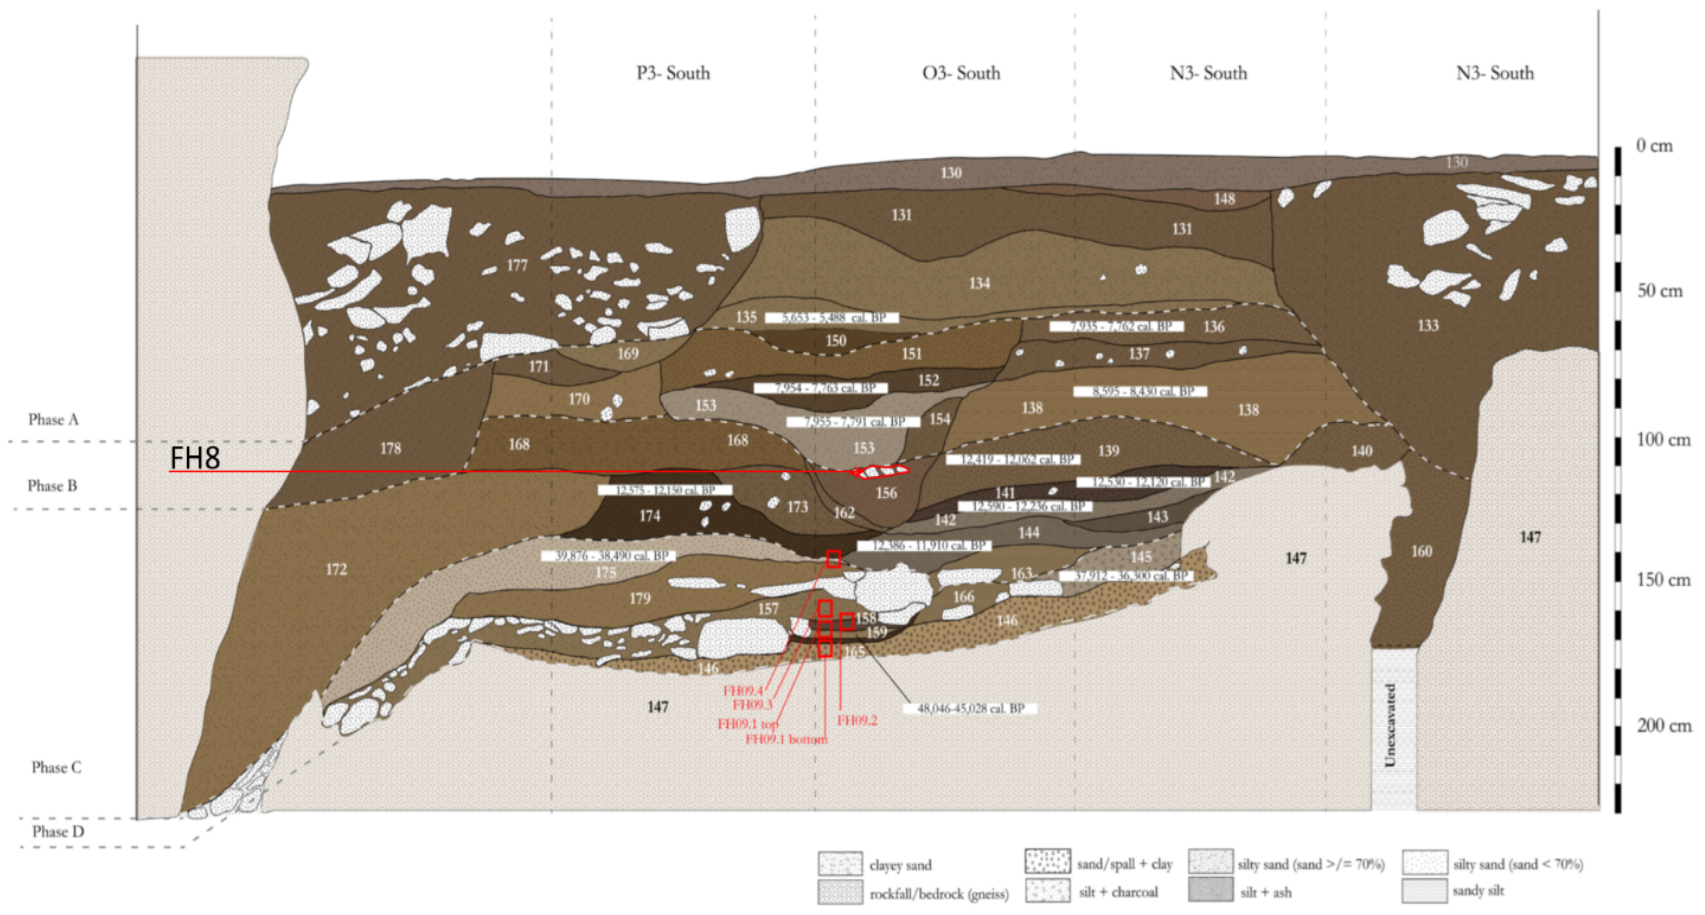 P3- South
O3- South
N3- South
N3- South
0 cm
130
130
148
131
131
177
134
50 cm
135
5,653 - 5,488 cal. BP
7,935 - 7,762 cal. BP
136
133
150
169
151
137
171
152
7,954 - 7,763 cal. BP
8,595 - 8,430 cal. BP
170
153
154
138
138
Phase A
7,955 - 7,791 cal. BP
178
168
168
153
139
140
100 cm
FH8
12,419 - 12,062 cal. BP
142
12,530 - 12,120 cal. BP
Phase B
12,575 - 12,150 cal. BP
156
141
173
162
12,590 - 12,236 cal. BP
174
142
143
144
147
12,386 - 11,910 cal. BP
160
39,876 - 38,490 cal. BP
145
147
172
175
163
37,912 - 36,300 cal. BP
150 cm
179
157
166
158
146
159
165
146
FH09.4
FH09.3
147
48,046-45,028 cal. BP
FH09.1 top
FH09.2
FH09.1 bottom
Unexcavated
200 cm
Phase C
Phase D
clayey sand
sand/spall + clay
silty sand (sand >/= 70%)
silty sand (sand < 70%)
rockfall/bedrock (gneiss)
silt + charcoal
silt + ash
sandy silt